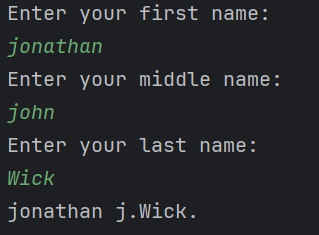 Enter your first name:
jonathan
Enter your middle name:
john
Enter your last name:
Wick
jonathan j.Wick.